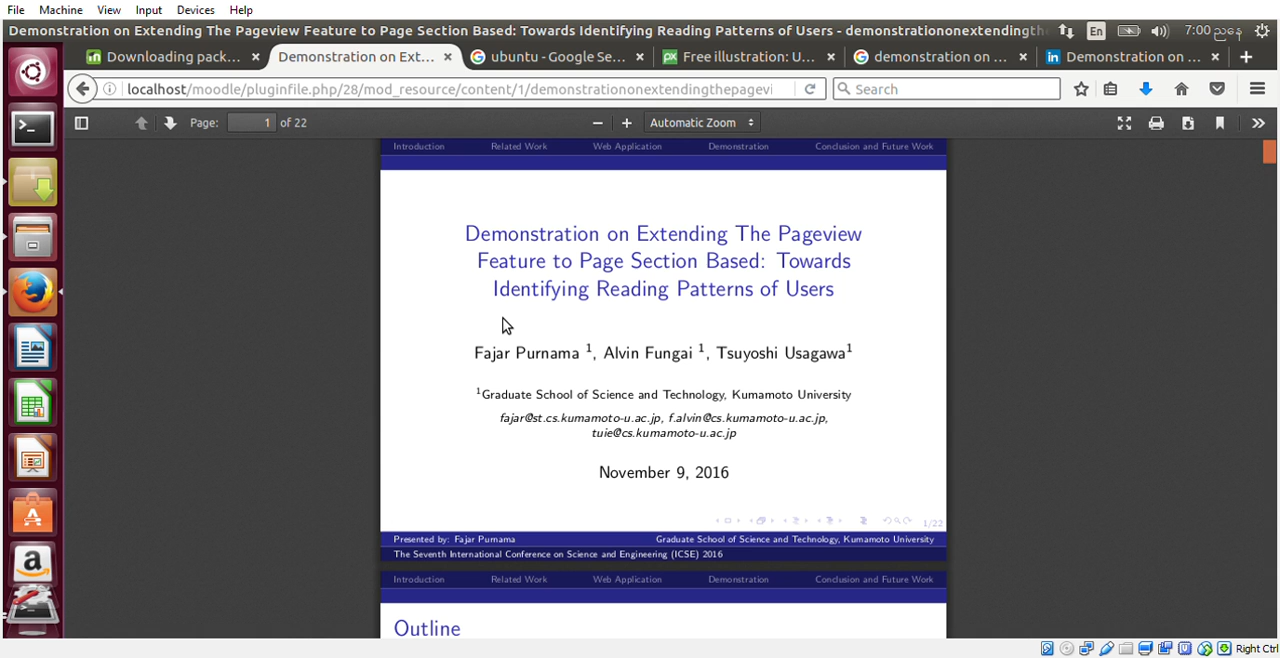 File Machine View Input Devices Help
Demonstration on Extending The Pageview Feature to Page Section Based: Towards Identifying Reading Patterns of Users - demonstrationonextendingth
En 7:00 ညနေ
Downloading pack... × Demonstration on Ext... × ubuntu - Google Se... × Free illustration: U... × demonstration on ... × Demonstration on ... ×
localhost/moodle/pluginfile.php/28/mod_resource/content/1/demonstrationonextendingthepagevi Search
Page: 1 of 22 Automatic Zoom
Introduction Related Work Web Application Demonstration Conclusion and Future Work
Demonstration on Extending The Pageview
Feature to Page Section Based: Towards
Identifying Reading Patterns of Users
Fajar Purnama 1, Alvin Fungai 1, Tsuyoshi Usagawa1
1Graduate School of Science and Technology, Kumamoto University
fajar@st.cs.kumamoto-u.ac.jp, f.alvin@cs.kumamoto-u.ac.jp,
tuie@cs.kumamoto-u.ac.jp
November 9, 2016
1/22
Presented by: Fajar Purnama Graduate School of Science and Technology, Kumamoto University
The Seventh International Conference on Science and Engineering (ICSE) 2016
Introduction Related Work Web Application Demonstration Conclusion and Future Work
Outline
Right Ctrl